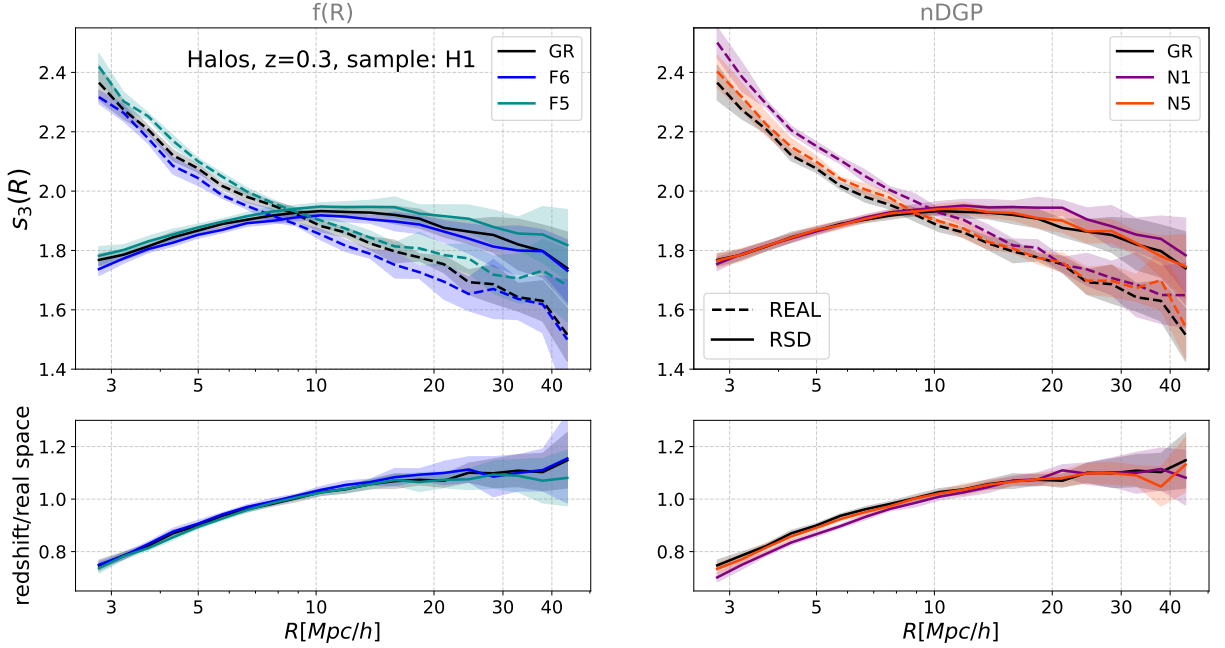 f(R)
nDGP
Halos, z=0.3, sample: H1
GR
F6
F5
GR
N1
N5
REAL
RSD
s₃(R)
2.4
2.2
2.0
1.8
1.6
1.4
3 5 10 20 30 40
2.4
2.2
2.0
1.8
1.6
1.4
3 5 10 20 30 40
redshift/real space
1.2
1.0
0.8
3 5 10 20 30 40
R[Mpc/h]
1.2
1.0
0.8
3 5 10 20 30 40
R[Mpc/h]